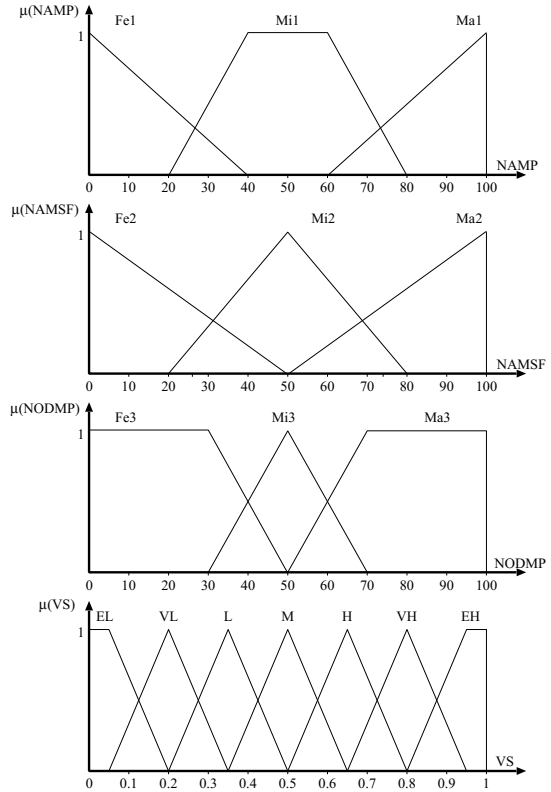 μ(NAMP)
Fe1 Mi1 Ma1
1
NAMP
0 10 20 30 40 50 60 70 80 90 100
μ(NAMSF)
Fe2 Mi2 Ma2
1
NAMSF
0 10 20 30 40 50 60 70 80 90 100
μ(NODMP)
Fe3 Mi3 Ma3
1
NODMP
0 10 20 30 40 50 60 70 80 90 100
μ(VS)
EL VL L M H VH EH
1
VS
0 0.1 0.2 0.3 0.4 0.5 0.6 0.7 0.8 0.9 1